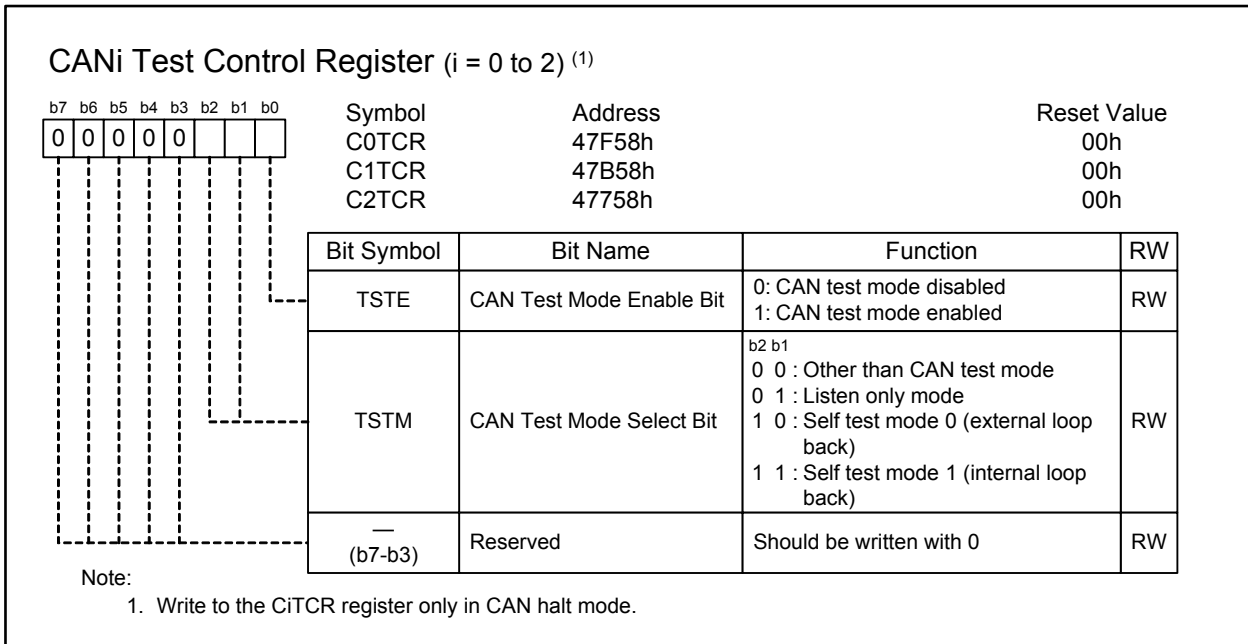 CANi Test Control Register (i = 0 to 2) (1)
b7 b6 b5 b4 b3 b2 b1 b0
0 0 0 0 0
Symbol Address Reset Value
C0TCR 47F58h 00h
C1TCR 47B58h 00h
C2TCR 47758h 00h
Bit Symbol Bit Name Function RW
TSTE CAN Test Mode Enable Bit 0: CAN test mode disabled
1: CAN test mode enabled RW
TSTM CAN Test Mode Select Bit b2 b1
0 0 : Other than CAN test mode
0 1 : Listen only mode
1 0 : Self test mode 0 (external loop
back)
1 1 : Self test mode 1 (internal loop
back) RW
—
(b7-b3) Reserved Should be written with 0 RW
Note:
1. Write to the CiTCR register only in CAN halt mode.